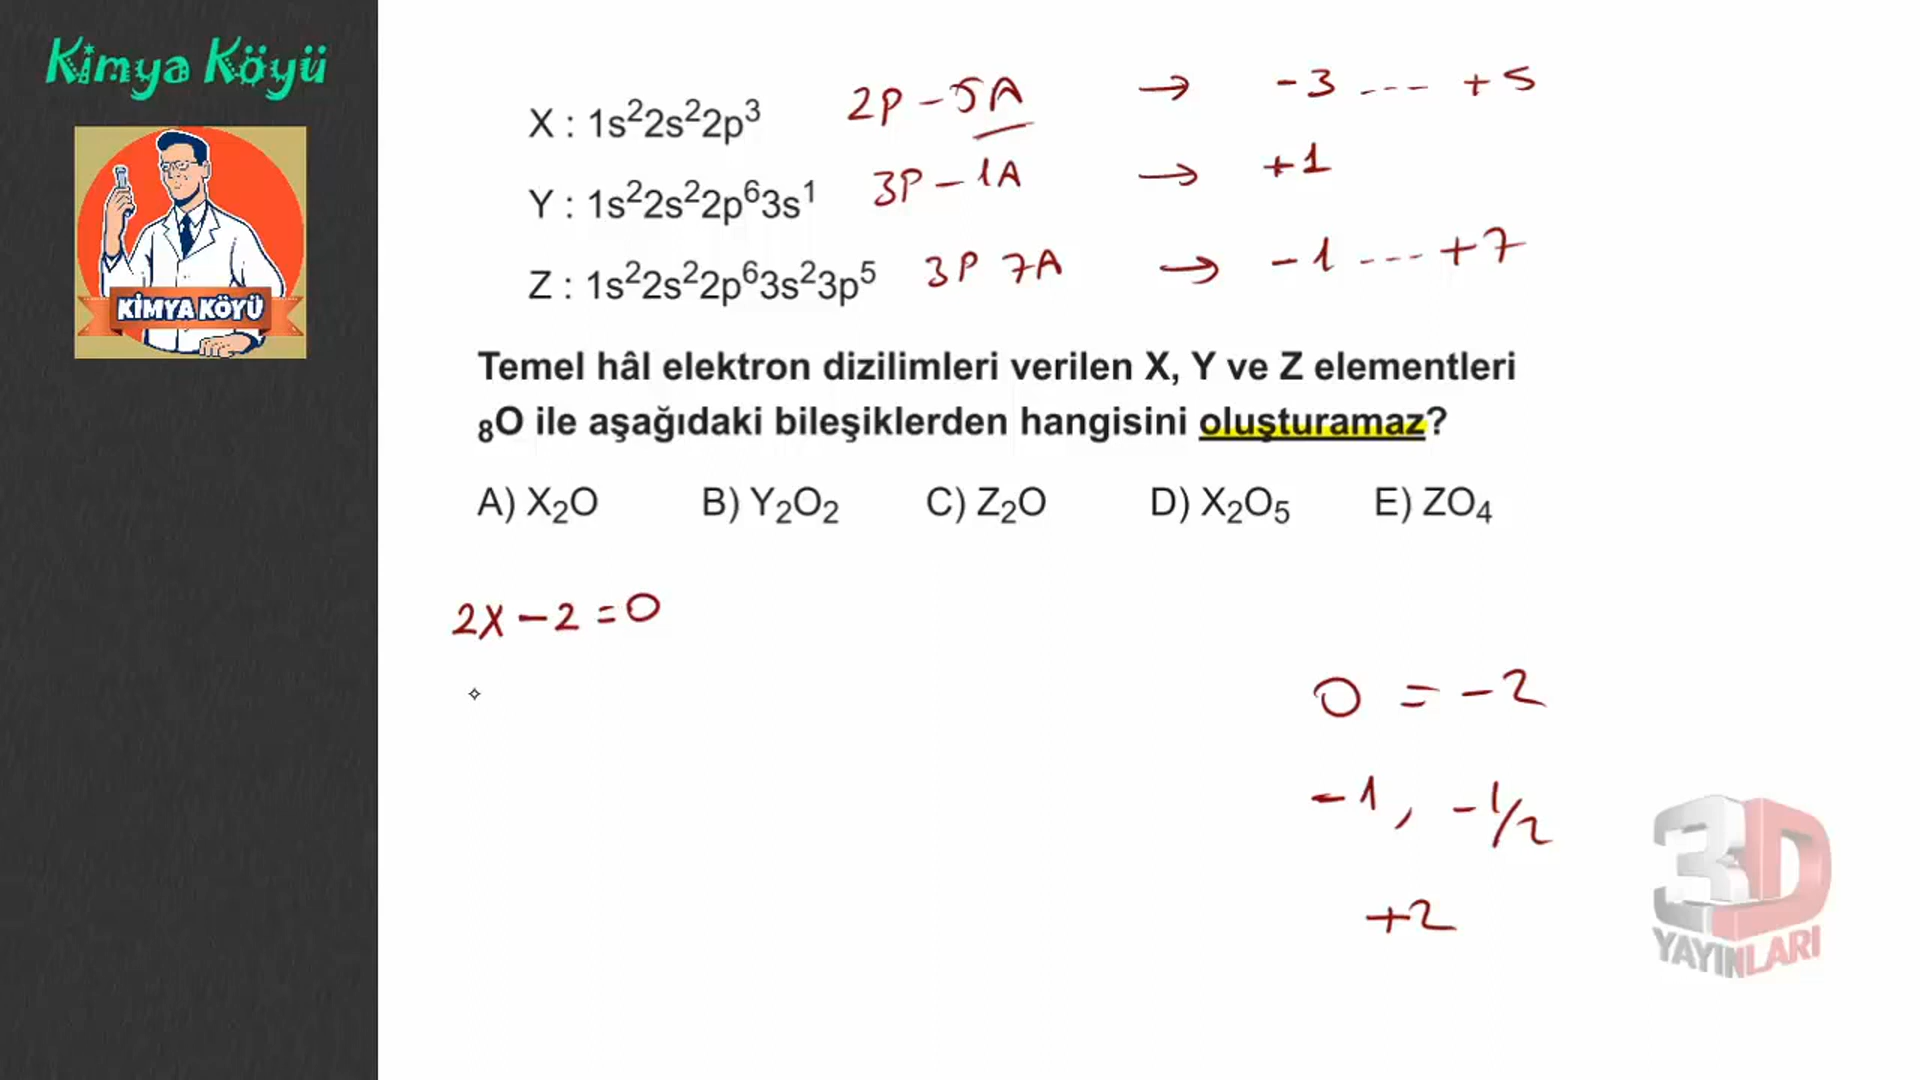 Kimya Köyü
KİMYA KÖYÜ
X : 1s²2s²2p³ 2P - 5A → -3 ---- +5
Y : 1s²2s²2p⁶3s¹ 3P - 1A → +1
Z : 1s²2s²2p⁶3s²3p⁵ 3P 7A → -1 --- +7
Temel hâl elektron dizilimleri verilen X, Y ve Z elementleri
₈O ile aşağıdaki bileşiklerden hangisini oluşturamaz?
A) X₂O B) Y₂O₂ C) Z₂O D) X₂O₅ E) ZO₄
2X - 2 = 0
O = -2
-1, -1/2
+2
3D
YAYINLARI